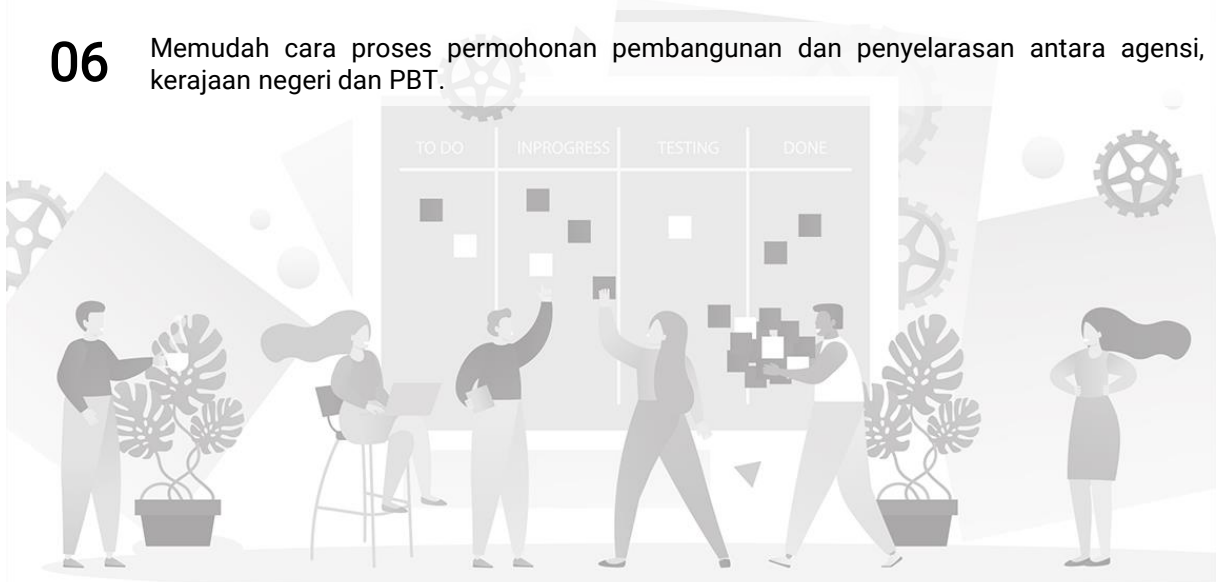 06
Memudah cara proses permohonan pembangunan dan penyelarasan antara agensi,
kerajaan negeri dan PBT.
TO DO
INPROGRESS
TESTING
DONE